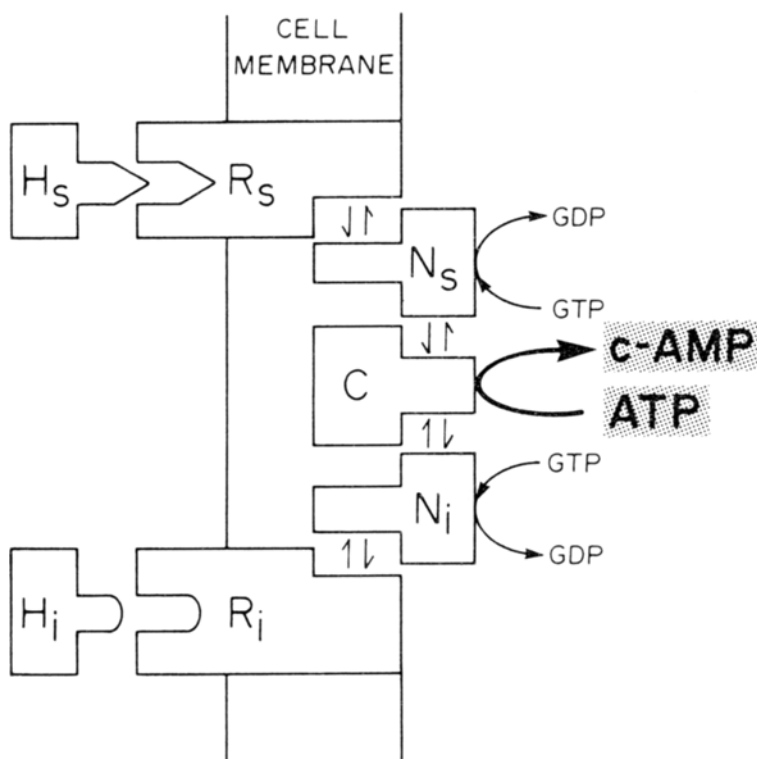 CELL
MEMBRANE
Hs Rs
GDP
Ns
GTP
c-AMP
C
ATP
GTP
Ni
GDP
Hi Ri